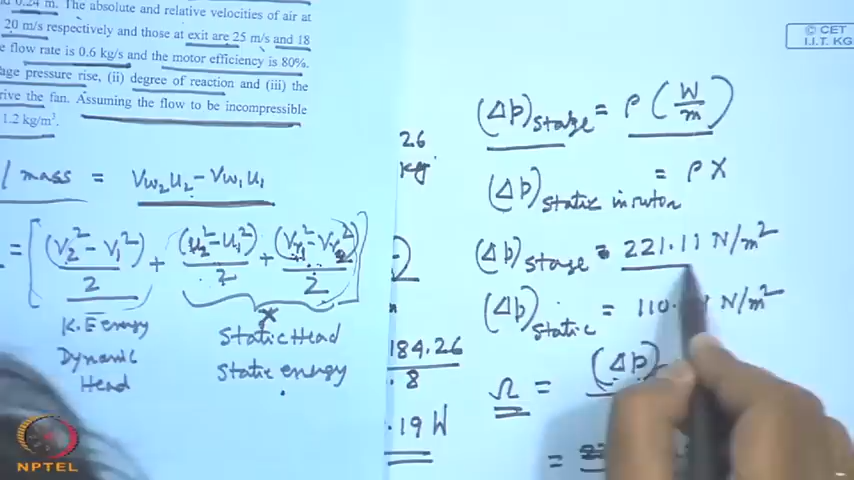 0.24 m. The absolute and relative velocities of air at
20 m/s respectively and those at exit are 25 m/s and 18
e flow rate is 0.6 kg/s and the motor efficiency is 80%.
age pressure rise, (ii) degree of reaction and (iii) the
rive the fan. Assuming the flow to be incompressible
1.2 kg/m³.
/ mass = Vw₂U₂ - Vw₁U₁
= [(V₂² - V₁²)/2 + (U₂² - U₁²)/2 + (Vr₁² - Vr₂²)/2]
X
K.Energy
Dynamic
Head
Static Head
Static energy
26
kg
184.26
.8
.19 W
© CET
I.I.T. KG
(Δp)stage = ρ (W/m)
(Δp)static in rotor = ρX
(Δp)stage = 221.11 N/m²
(Δp)static = 110. N/m²
Ω = (Δp)
=
NPTEL